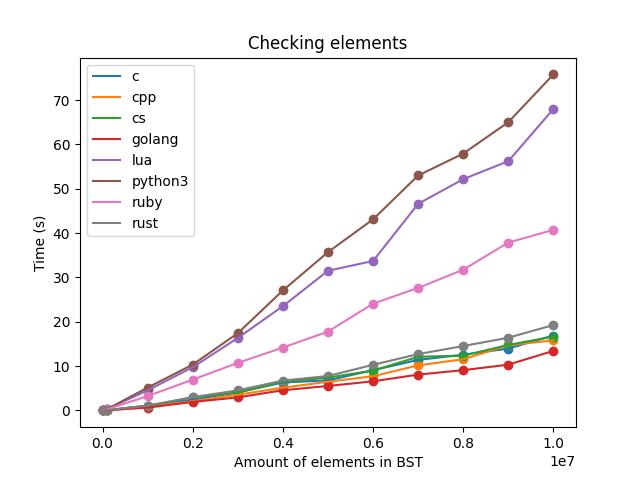 Checking elements
Time (s)
70
60
50
40
30
20
10
0
c
cpp
cs
golang
lua
python3
ruby
rust
0.0 0.2 0.4 0.6 0.8 1.0
1e7
Amount of elements in BST